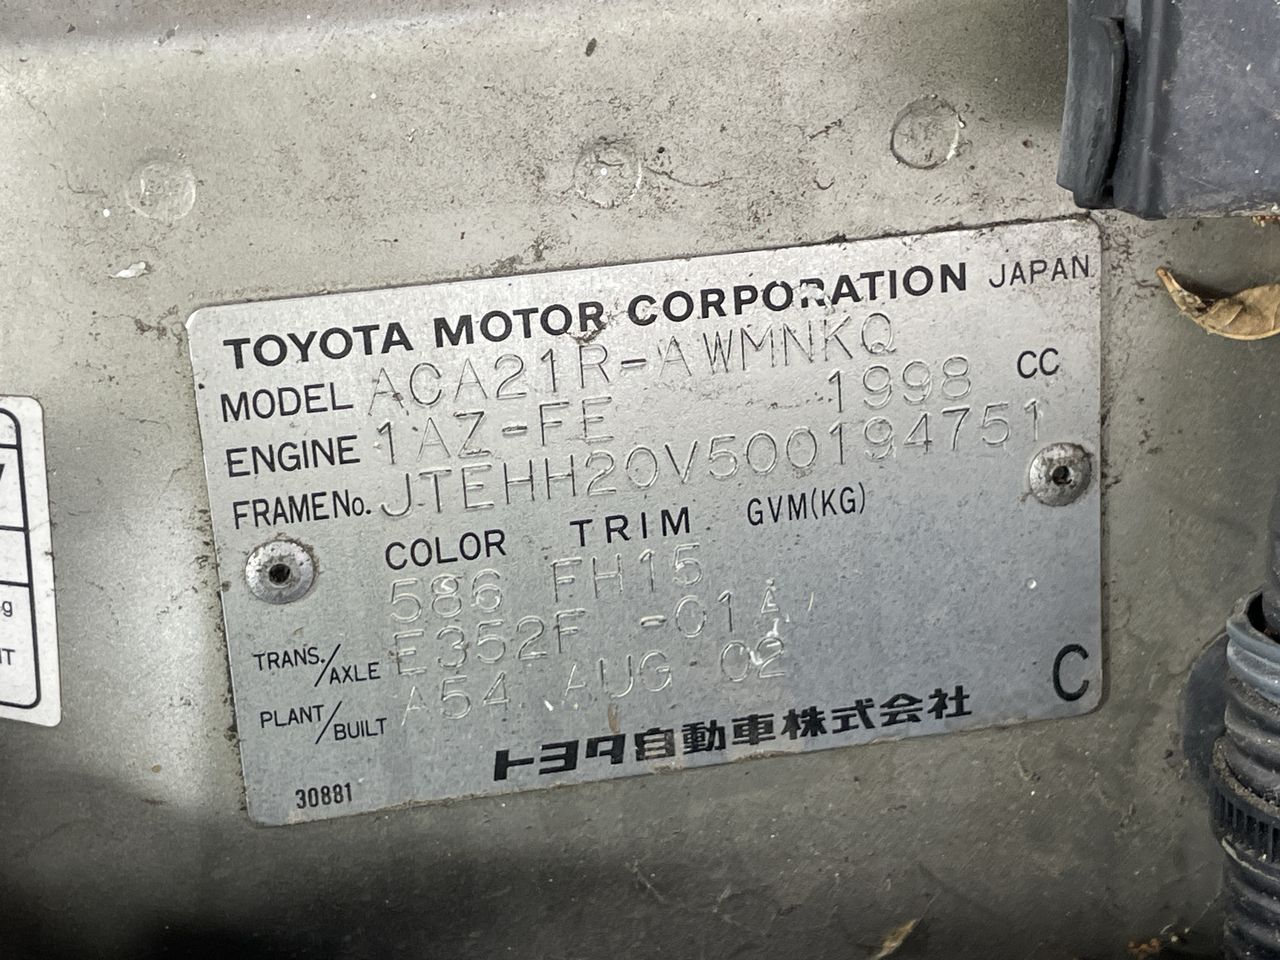 TOYOTA MOTOR CORPORATION JAPAN
MODEL ACA21R-AWMNKQ
ENGINE 1AZ-FE 1998 CC
FRAME No. JTEHH20V500194751
COLOR TRIM GVM(KG)
586 FH15
TRANS./AXLE E352F -01A
PLANT/BUILT A54 AUG 02
C
トヨタ自動車株式会社
30881